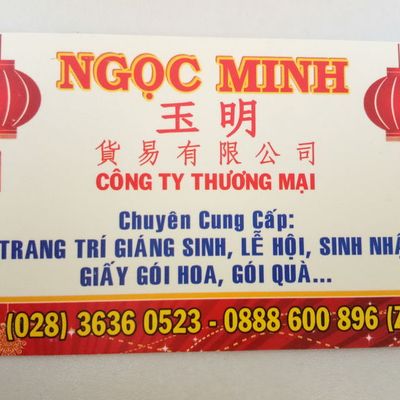 NGỌC MINH
玉明
貿易有限公司
CÔNG TY THƯƠNG MẠI
Chuyên Cung Cấp:
TRANG TRÍ GIÁNG SINH, LỄ HỘI, SINH NHẬ
GIẤY GÓI HOA, GÓI QUÀ...
(028) 3636 0523 - 0888 600 896 (Z